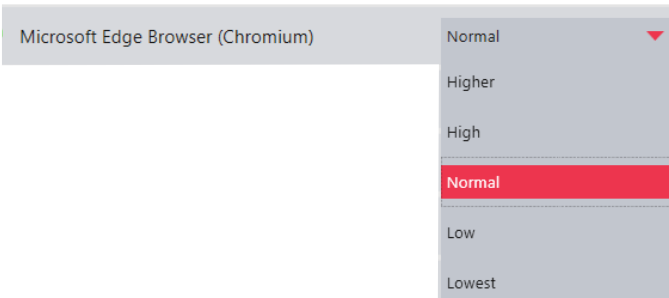 Microsoft Edge Browser (Chromium) Normal
Higher
High
Normal
Low
Lowest